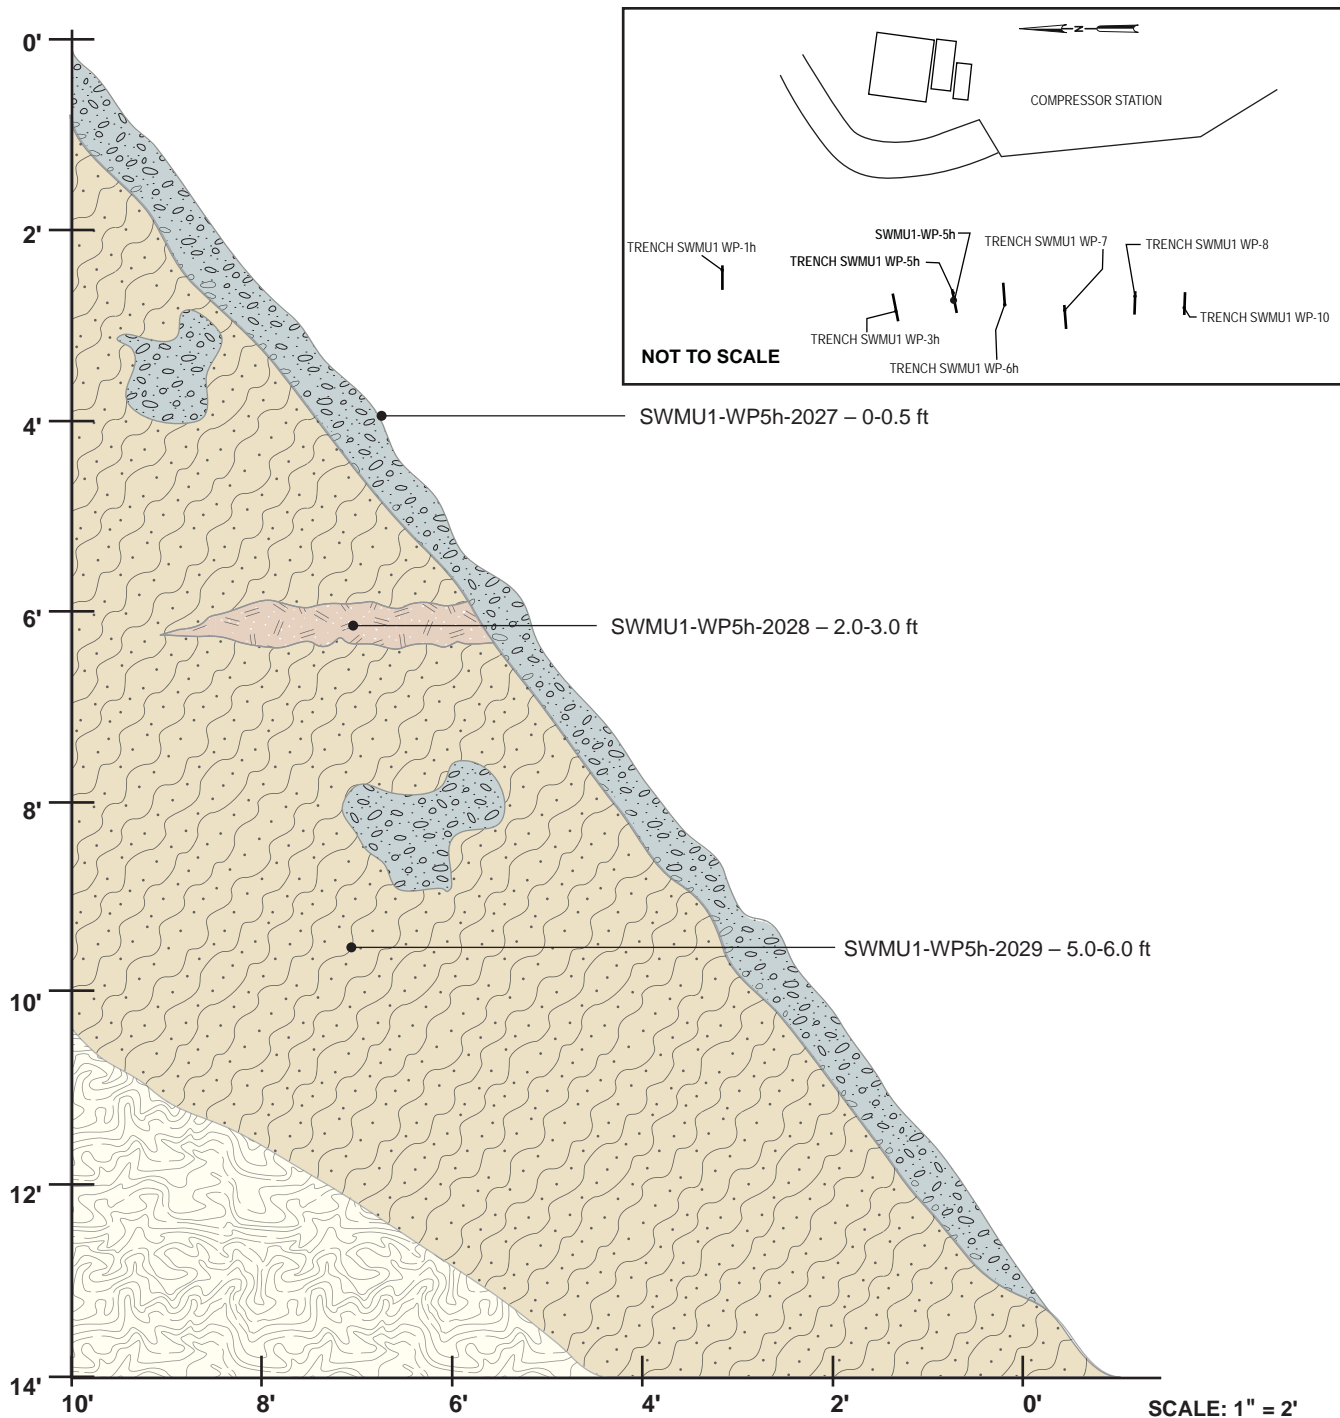 0'
2'
4'
6'
8'
10'
12'
14'
10'
8'
6'
4'
2'
0'
SCALE: 1" = 2'
N
COMPRESSOR STATION
TRENCH SWMU1 WP-1h
SWMU1-WP-5h
TRENCH SWMU1 WP-5h
TRENCH SWMU1 WP-7
TRENCH SWMU1 WP-8
TRENCH SWMU1 WP-3h
TRENCH SWMU1 WP-10
TRENCH SWMU1 WP-6h
NOT TO SCALE
SWMU1-WP5h-2027 – 0-0.5 ft
SWMU1-WP5h-2028 – 2.0-3.0 ft
SWMU1-WP5h-2029 – 5.0-6.0 ft